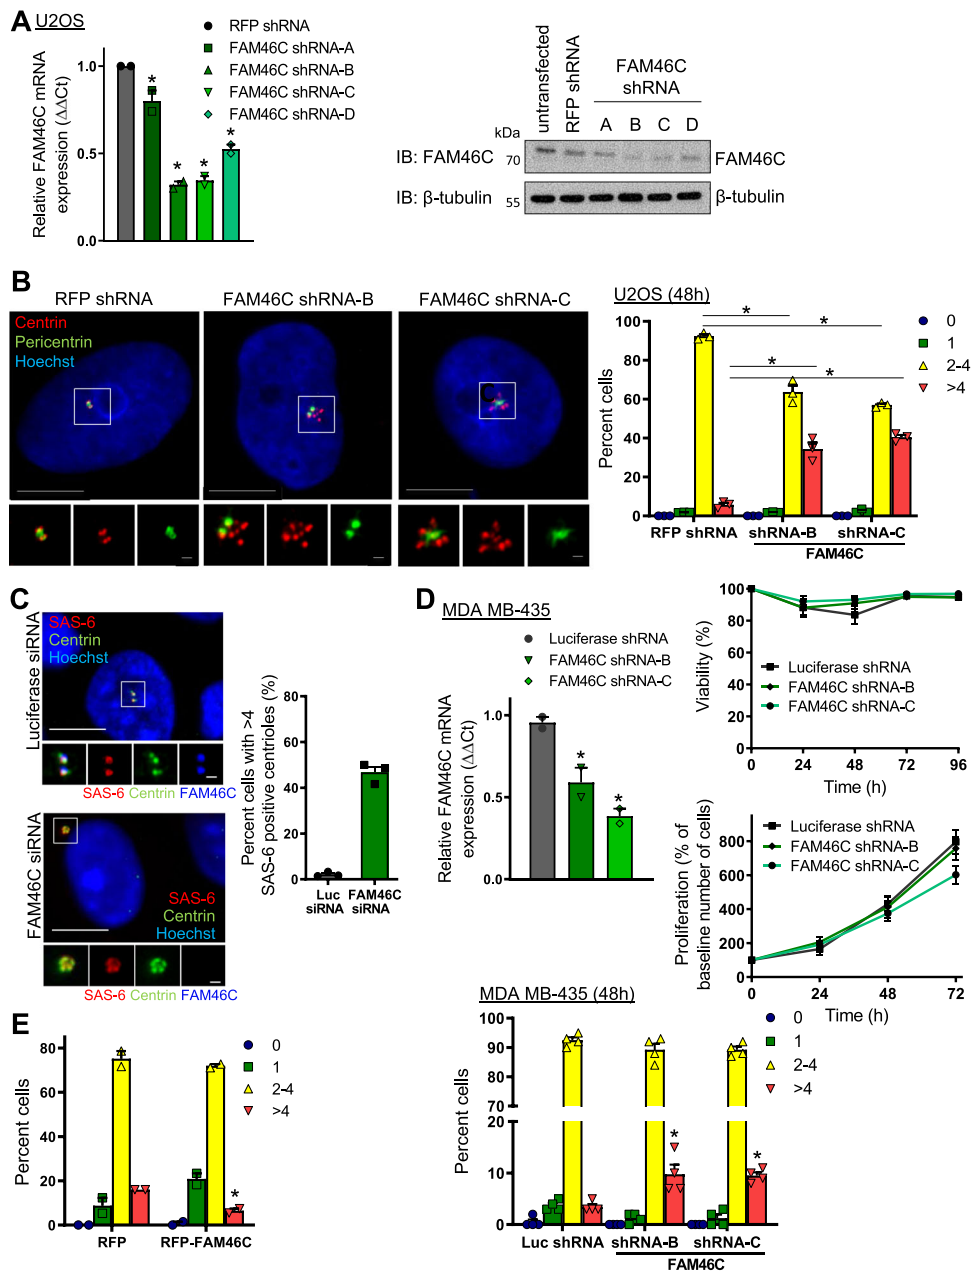 A U2OS
RFP shRNA
FAM46C shRNA-A
FAM46C shRNA-B
FAM46C shRNA-C
FAM46C shRNA-D
Relative FAM46C mRNA
expression (ΔΔCt)
1.0
0.5
0.0
* * * *
untransfected
RFP shRNA
FAM46C
shRNA
A B C D
kDa
IB: FAM46C 70 FAM46C
IB: β-tubulin 55
B
RFP shRNA FAM46C shRNA-B FAM46C shRNA-C
Centrin
Pericentrin
Hoechst
U2OS (48h)
0
1
2-4
>4
Percent cells
100
80
60
40
20
0
* * * *
RFP shRNA shRNA-B shRNA-C
FAM46C
C
Luciferase siRNA
SAS-6
Centrin
Hoechst
SAS-6 Centrin FAM46C
FAM46C siRNA
SAS-6
Centrin
Hoechst
SAS-6 Centrin FAM46C
Percent cells with >4
SAS-6 positive centrioles (%)
80
60
40
20
0
Luc
siRNA
FAM46C
siRNA
D
MDA MB-435
Luciferase shRNA
FAM46C shRNA-B
FAM46C shRNA-C
Relative FAM46C mRNA
expression (ΔΔCt)
1.0
0.5
0.0
* *
Viability (%)
100
80
60
40
20
0
Luciferase shRNA
FAM46C shRNA-B
FAM46C shRNA-C
0 24 48 72 96
Time (h)
Proliferation (% of
baseline number of cells)
800
600
400
200
0
Luciferase shRNA
FAM46C shRNA-B
FAM46C shRNA-C
0 24 48 72
Time (h)
MDA MB-435 (48h)
0
1
2-4
>4
Percent cells
100
90
80
70
60
50
40
20
10
0
* *
Luc shRNA shRNA-B shRNA-C
FAM46C
E
0
1
2-4
>4
Percent cells
80
60
40
20
0
*
RFP RFP-FAM46C